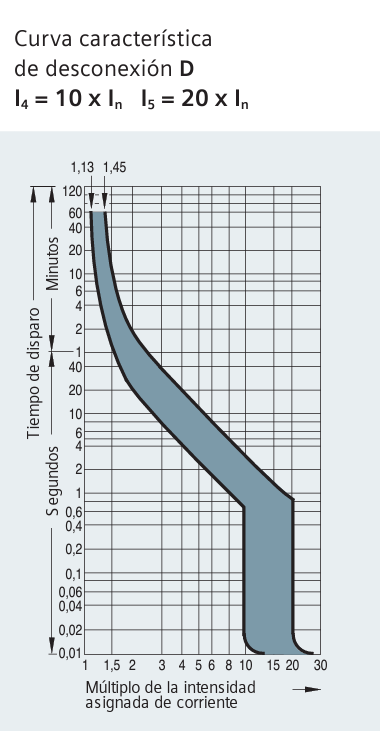 Curva característica
de desconexión D
I4 = 10 x In I5 = 20 x In
1,13 1,45
Tiempo de disparo
Minutos
120
60
40
20
10
6
4
2
1
Segundos
40
20
10
6
4
2
1
0,6
0,4
0,2
0,1
0,06
0,04
0,02
0,01
1 1,5 2 3 4 5 6 8 10 15 20 30
Múltiplo de la intensidad
asignada de corriente